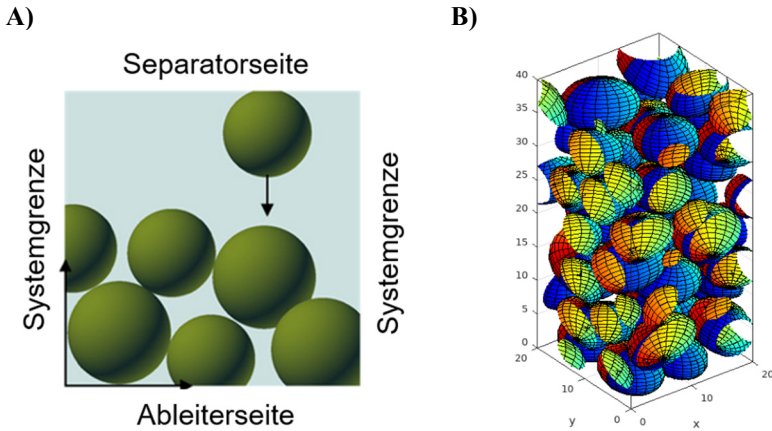 A)
Separatorseite
Systemgrenze
Systemgrenze
Ableiterseite
B)
40
35
30
25
20
15
10
5
0
20
10
0
y
0
10
20
x